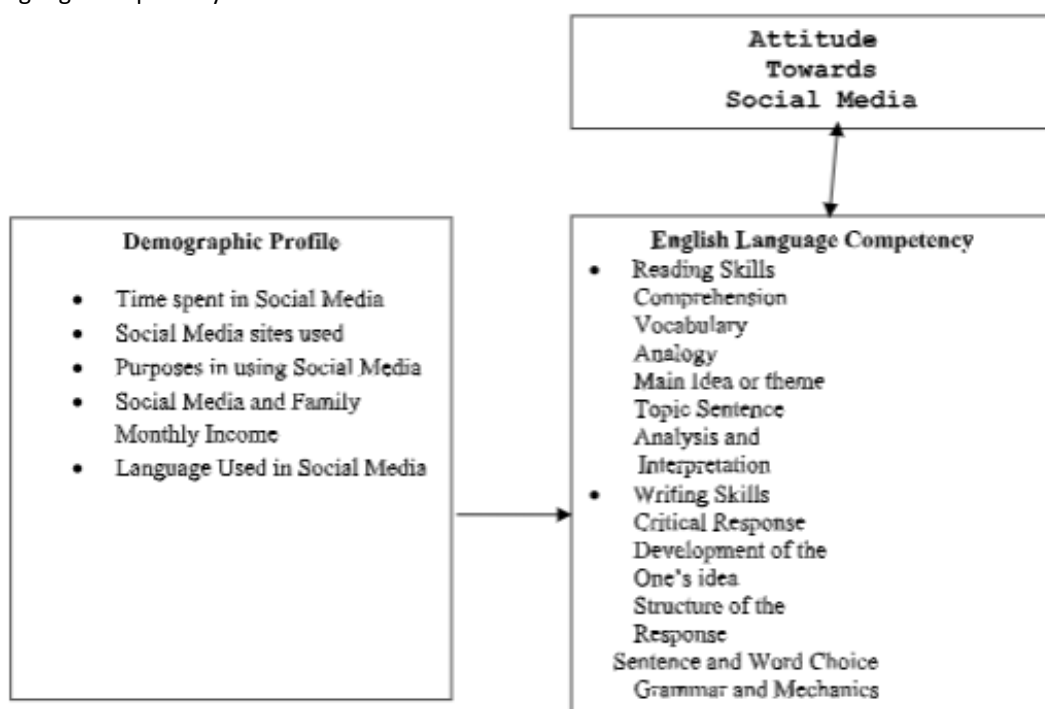 Attitude
Towards
Social Media
Demographic Profile
• Time spent in Social Media
• Social Media sites used
• Purposes in using Social Media
• Social Media and Family
Monthly Income
• Language Used in Social Media
English Language Competency
• Reading Skills
Comprehension
Vocabulary
Analogy
Main Idea or theme
Topic Sentence
Analysis and
Interpretation
• Writing Skills
Critical Response
Development of the
One's idea
Structure of the
Response
Sentence and Word Choice
Grammar and Mechanics